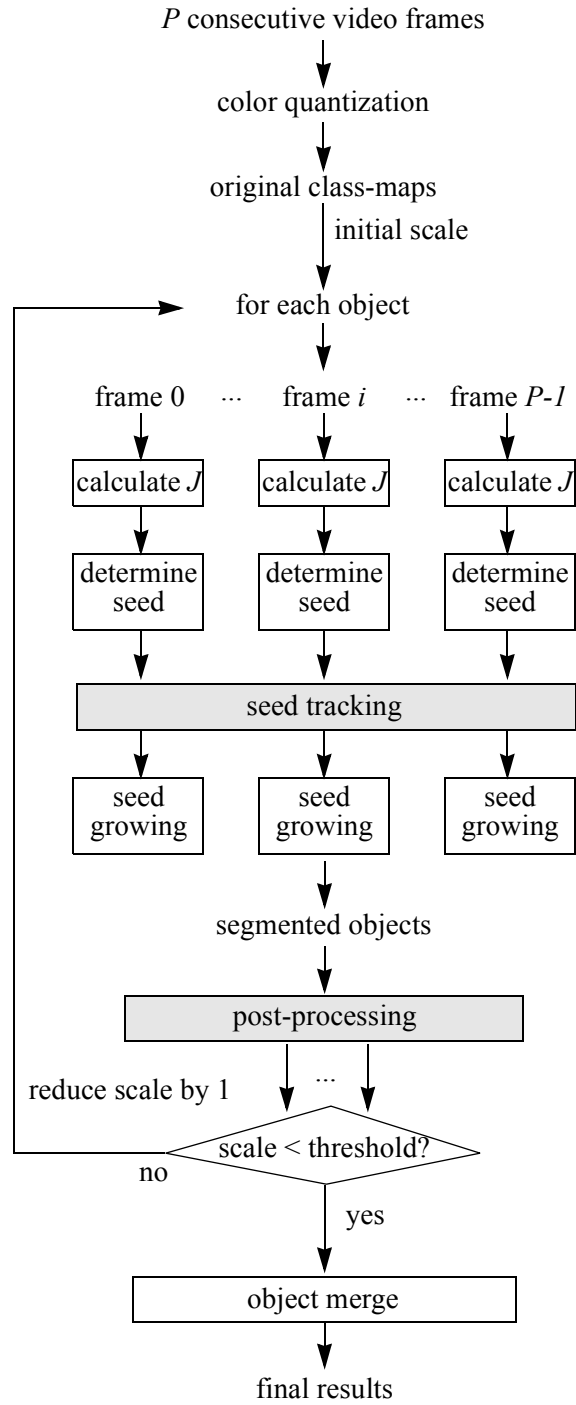 P consecutive video frames
color quantization
original class-maps
initial scale
for each object
frame 0 ... frame i ... frame P-1
calculate J calculate J calculate J
determine determine determine
seed seed seed
seed tracking
seed seed seed
growing growing growing
segmented objects
post-processing
...
reduce scale by 1
scale < threshold?
no
yes
object merge
final results